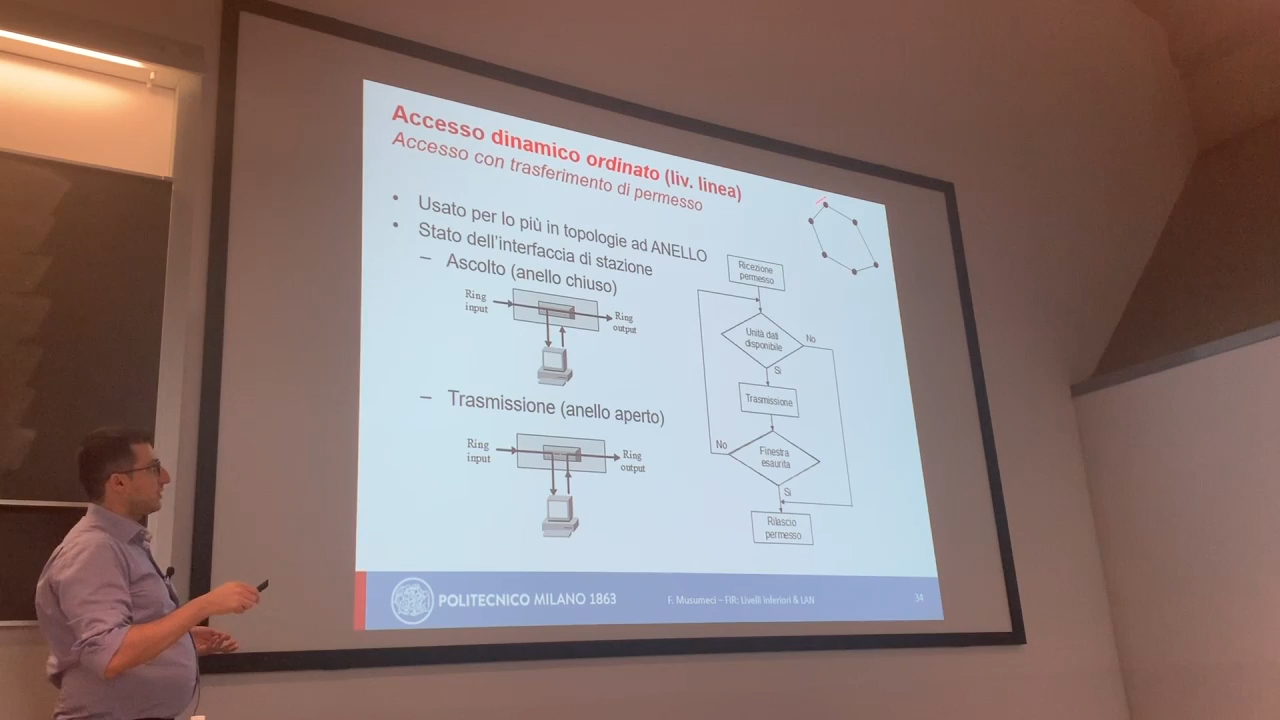 Accesso dinamico ordinato (liv. linea)
Accesso con trasferimento di permesso
• Usato per lo più in topologie ad ANELLO
• Stato dell'interfaccia di stazione
– Ascolto (anello chiuso)
Ring
input
Ring
output
– Trasmissione (anello aperto)
Ring
input
Ring
output
Ricezione
permesso
Unità dati
disponibile
No
Si
Trasmissione
No
Finestra
esaurita
Si
Rilascio
permesso
POLITECNICO MILANO 1863
F. Musumeci – FIR: Livelli inferiori & LAN
34